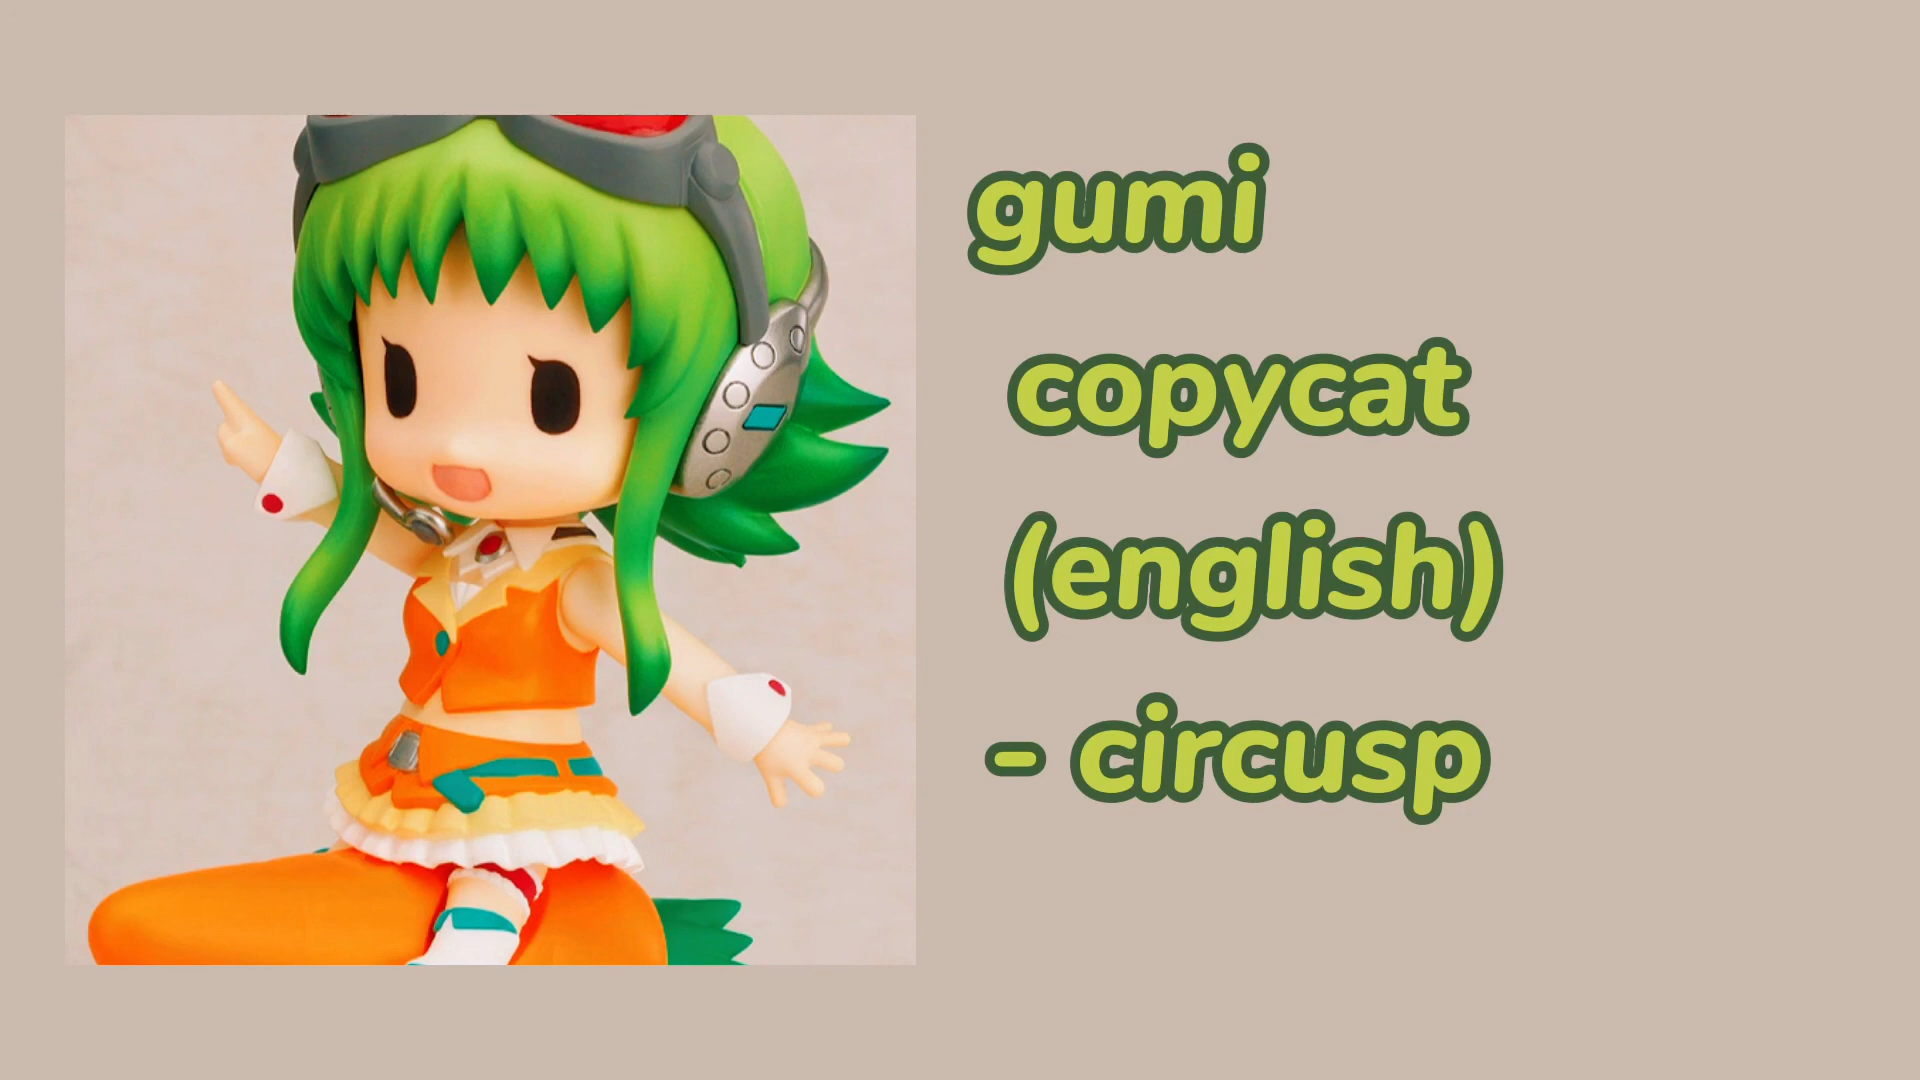 gumi
copycat
(english)
- circusp